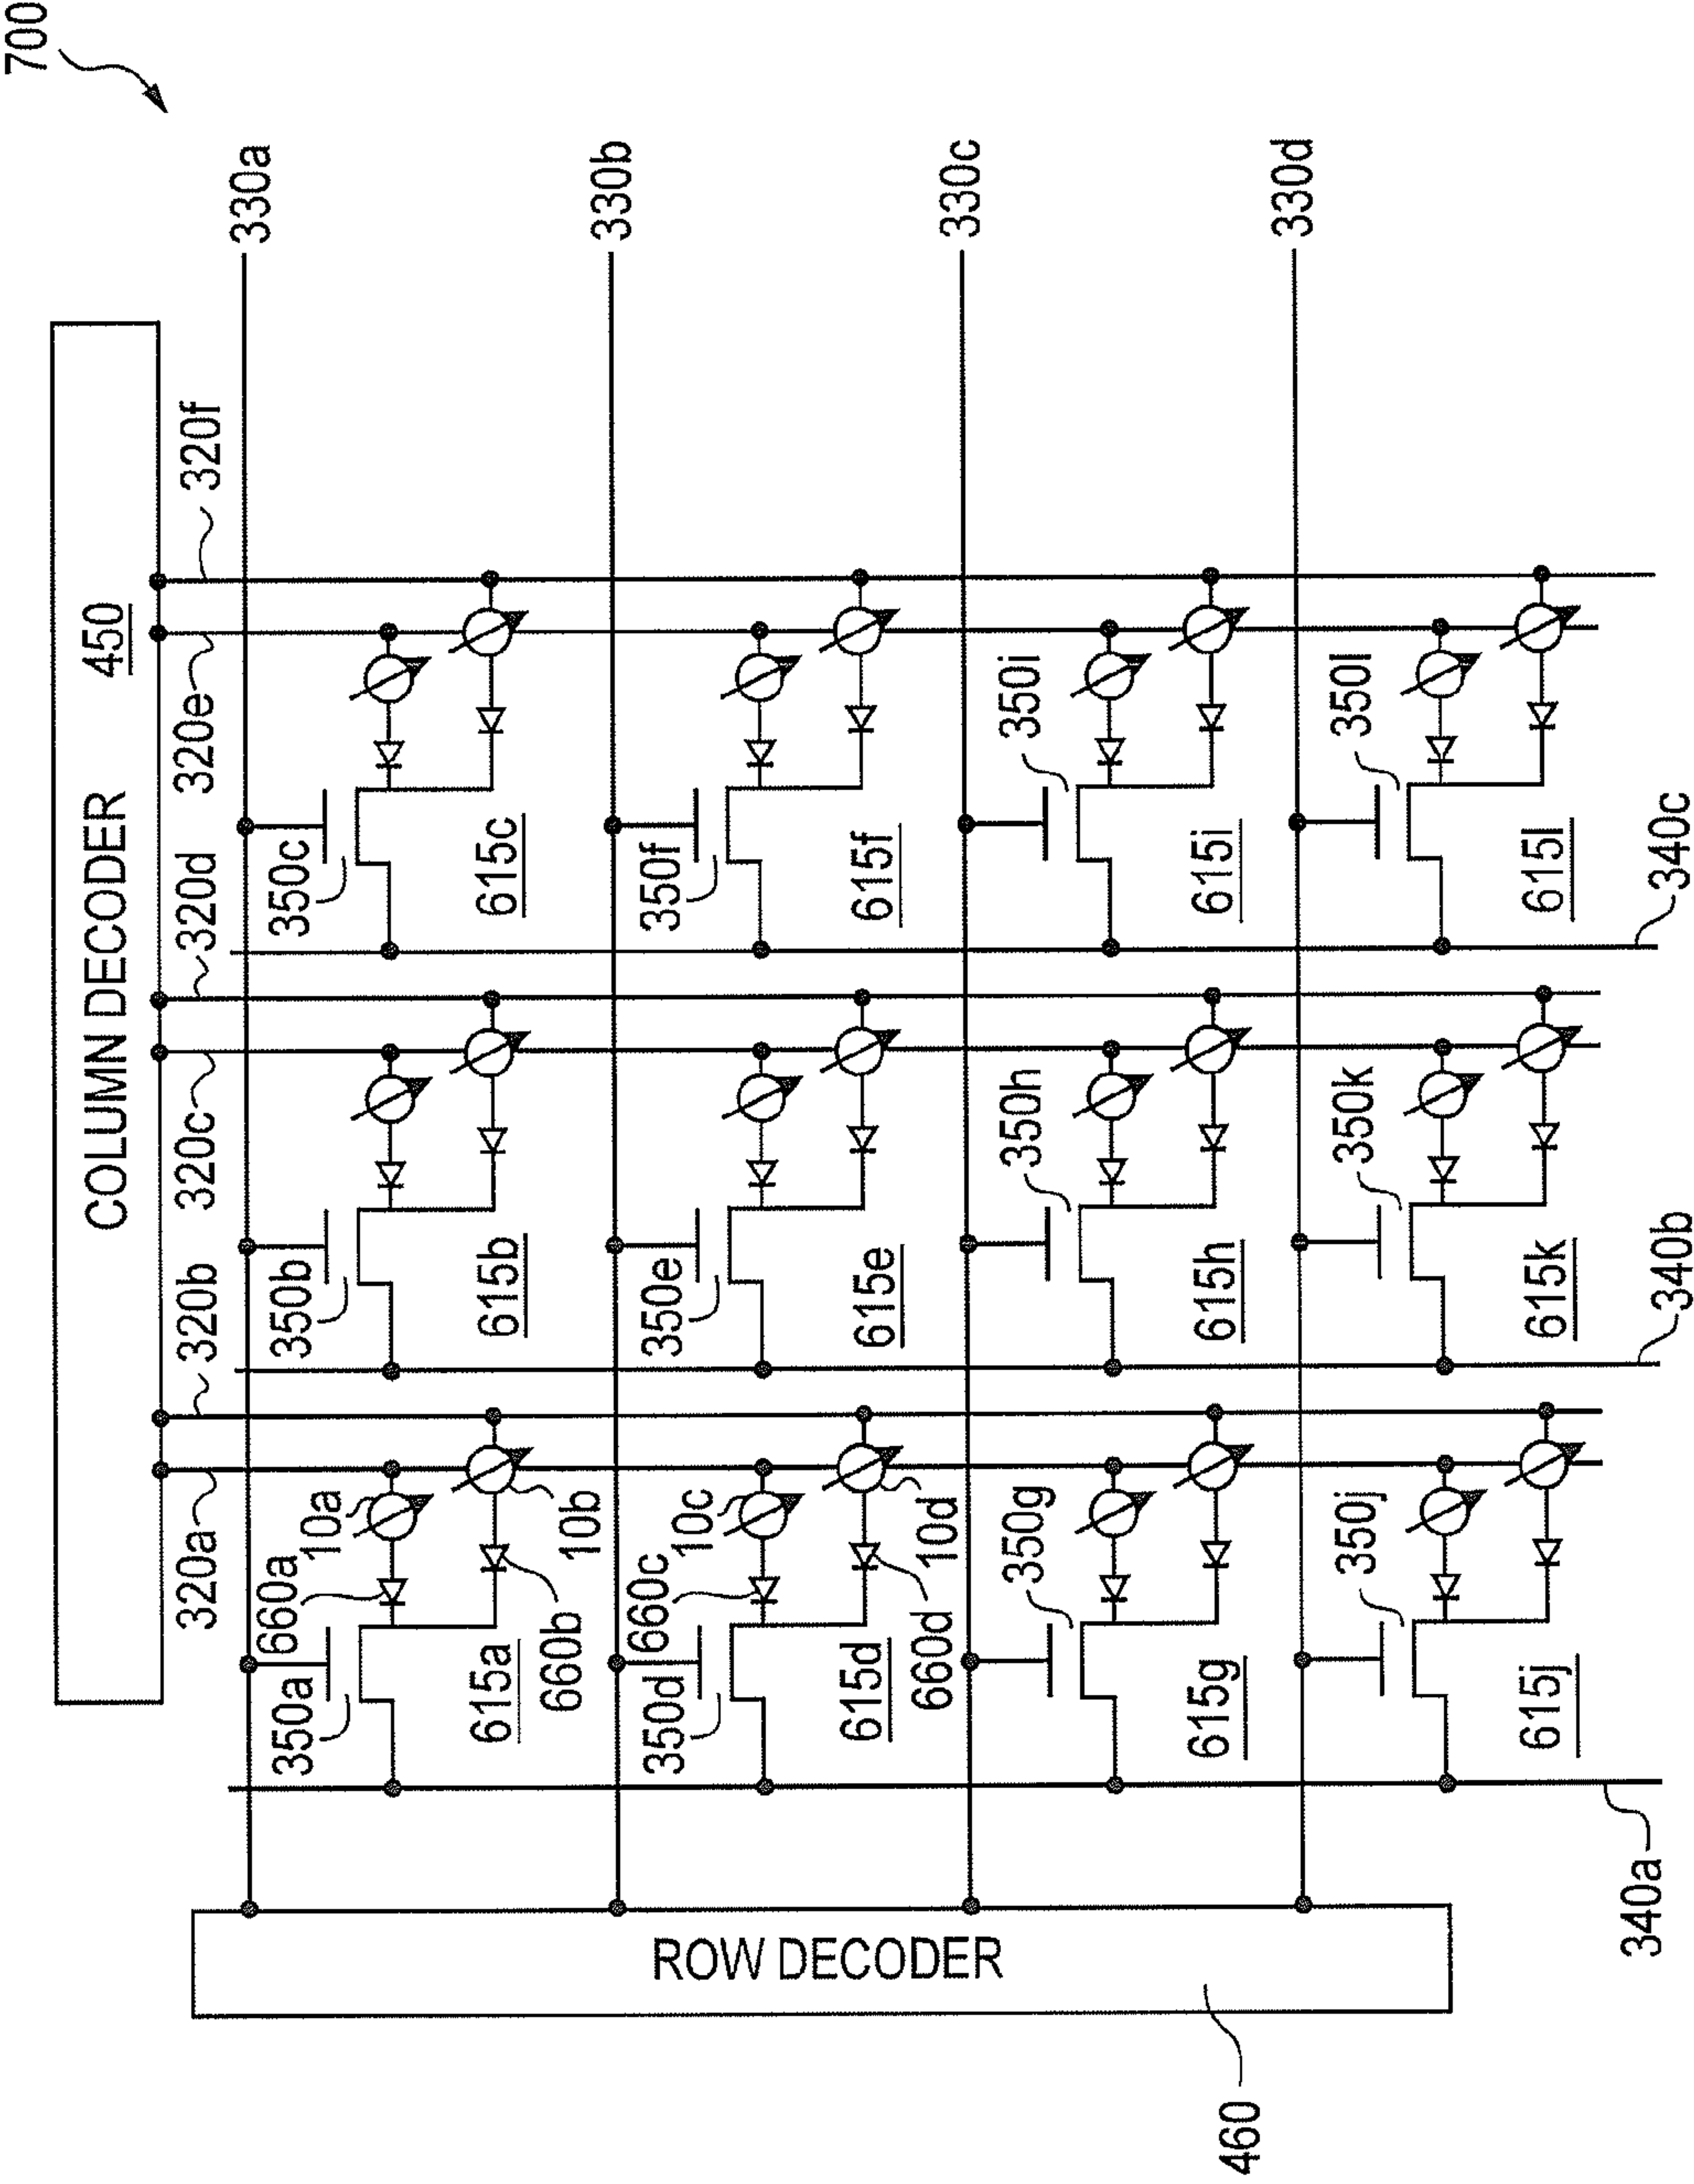 700
COLUMN DECODER 450
320a
320b
320c
320d
320e
320f
330a
330b
330c
330d
350a
660a
10a
615a
660b
10b
350b
615b
350c
615c
350d
660c
10c
615d
660d
10d
350e
615e
350f
615f
350g
615g
350h
615h
350i
615i
350j
615j
350k
615k
350l
615l
340a
340b
340c
ROW DECODER
460